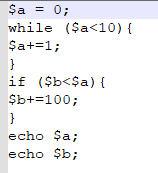 $a = 0;
while ($a<10){
$a+=1;
}
if ($b<$a){
$b+=100;
}
echo $a;
echo $b;